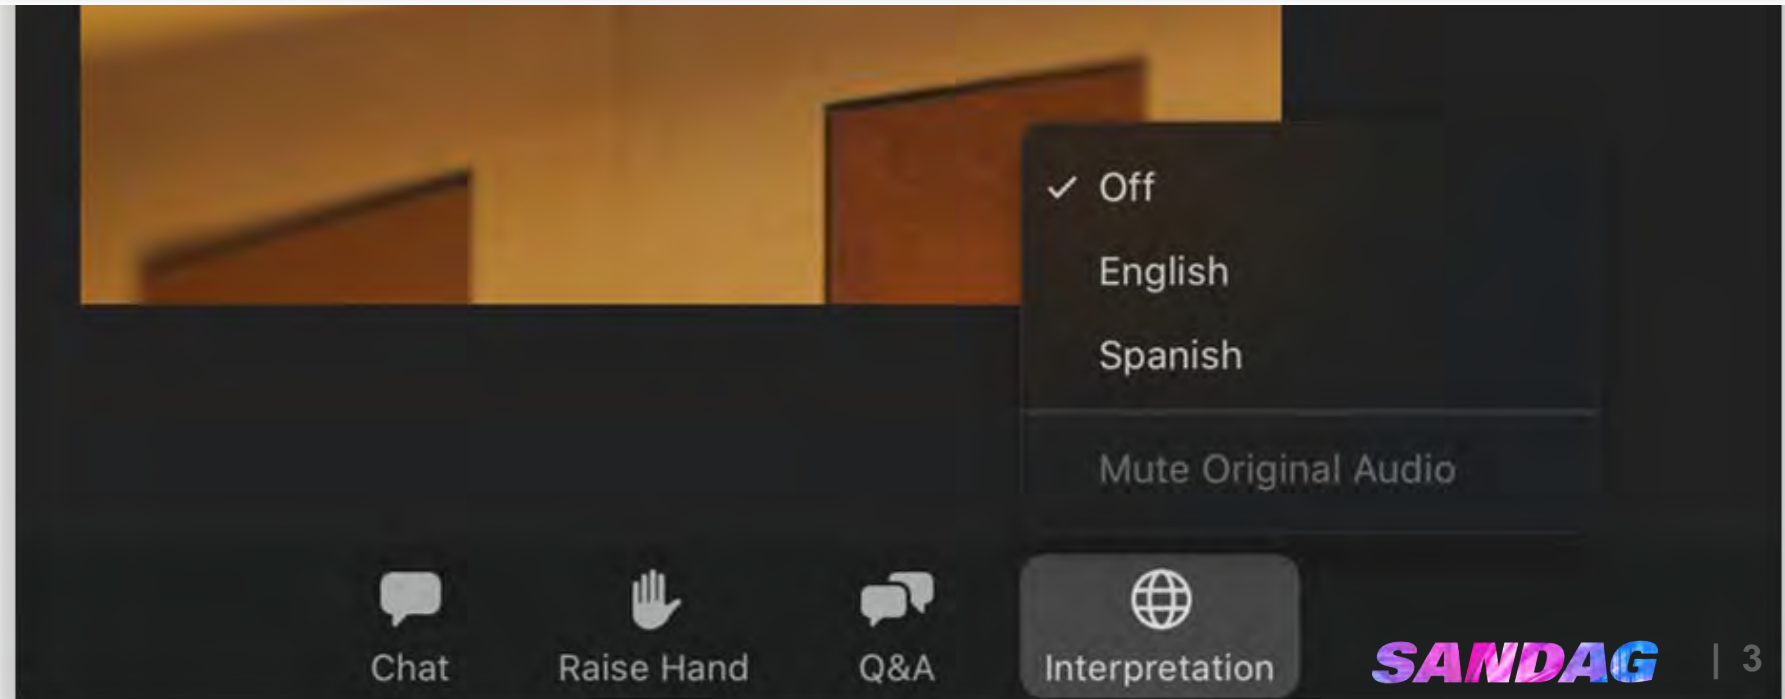 Off
English
Spanish
Mute Original Audio
Chat Raise Hand Q&A Interpretation
SANDAG | 3